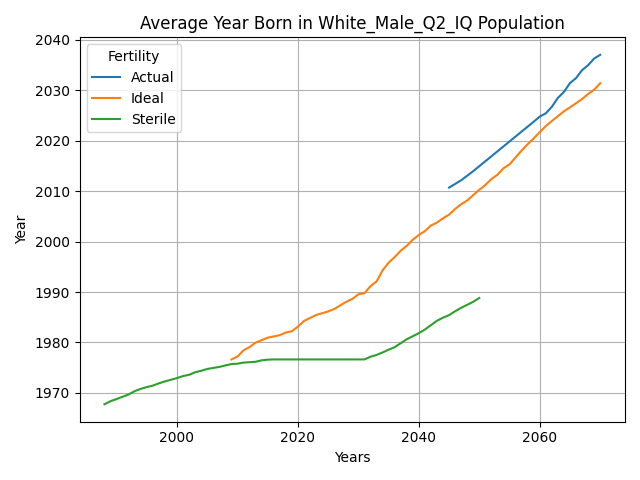 Average Year Born in White_Male_Q2_IQ Population
2040
2030
2020
2010
2000
1990
1980
1970
Year
Fertility
Actual
Ideal
Sterile
2000
2020
2040
2060
Years